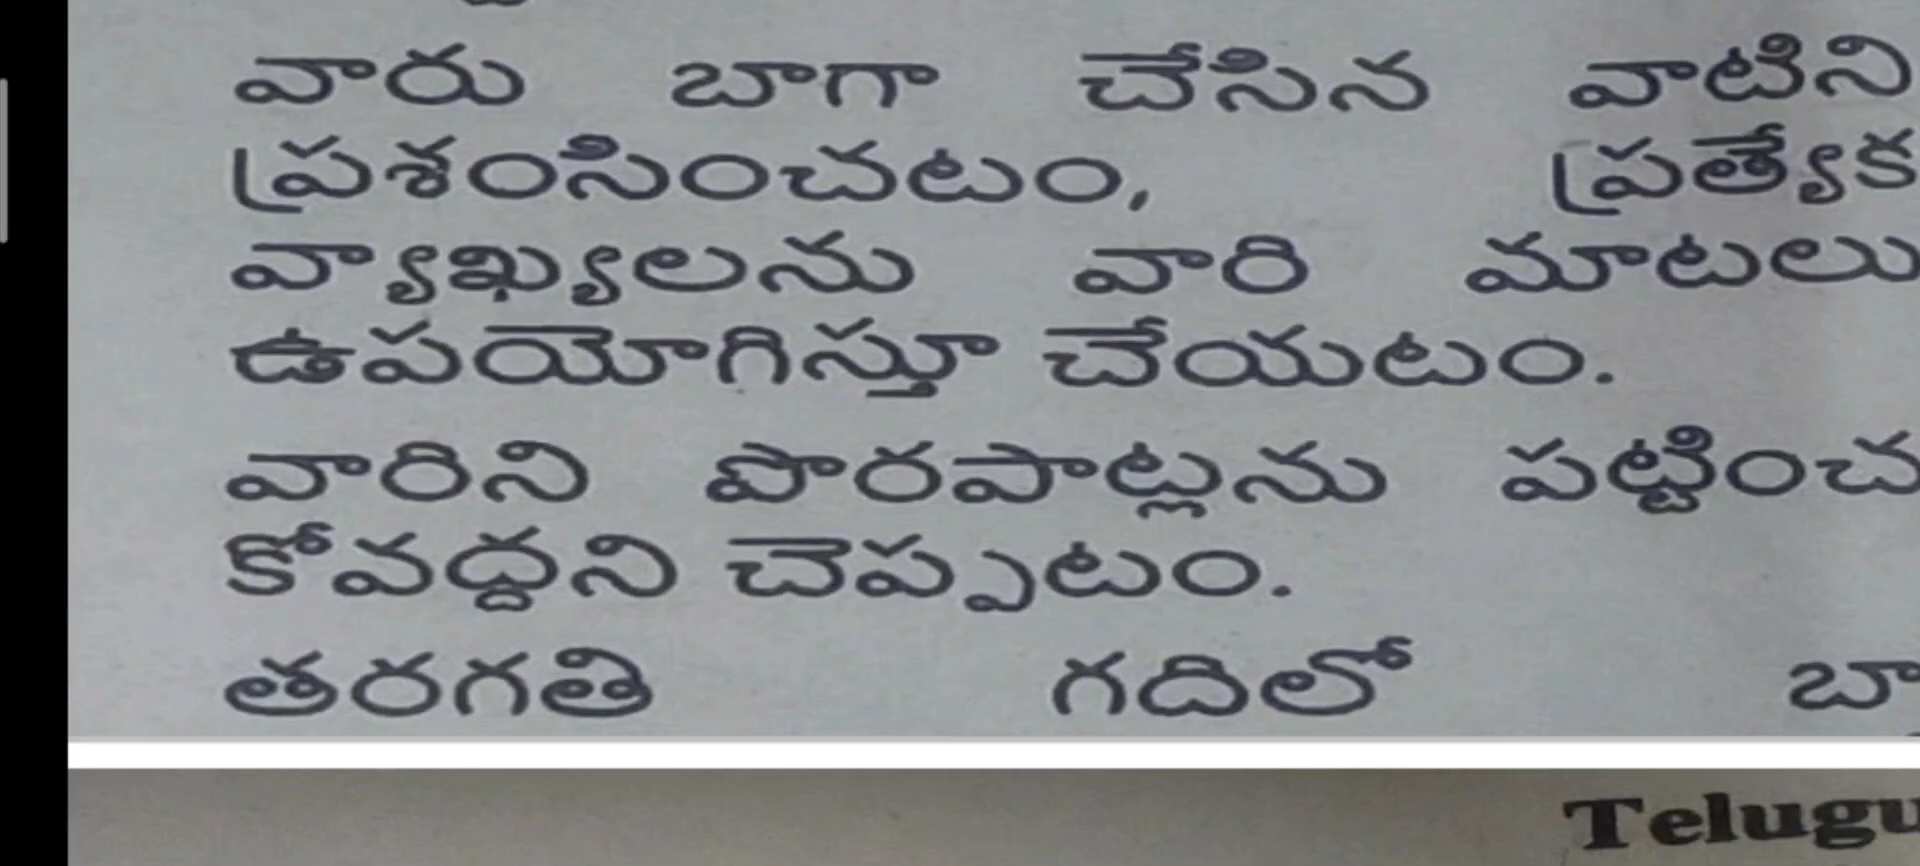 వారు బాగా చేసిన వాటిని
ప్రశంసించటం, ప్రత్యేక
వ్యాఖ్యలను వారి మాటలు
ఉపయోగిస్తూ చేయటం.
వారిని పొరపాట్లను పట్టించ
కోవద్దని చెప్పటం.
తరగతి గదిలో బా
Telugu